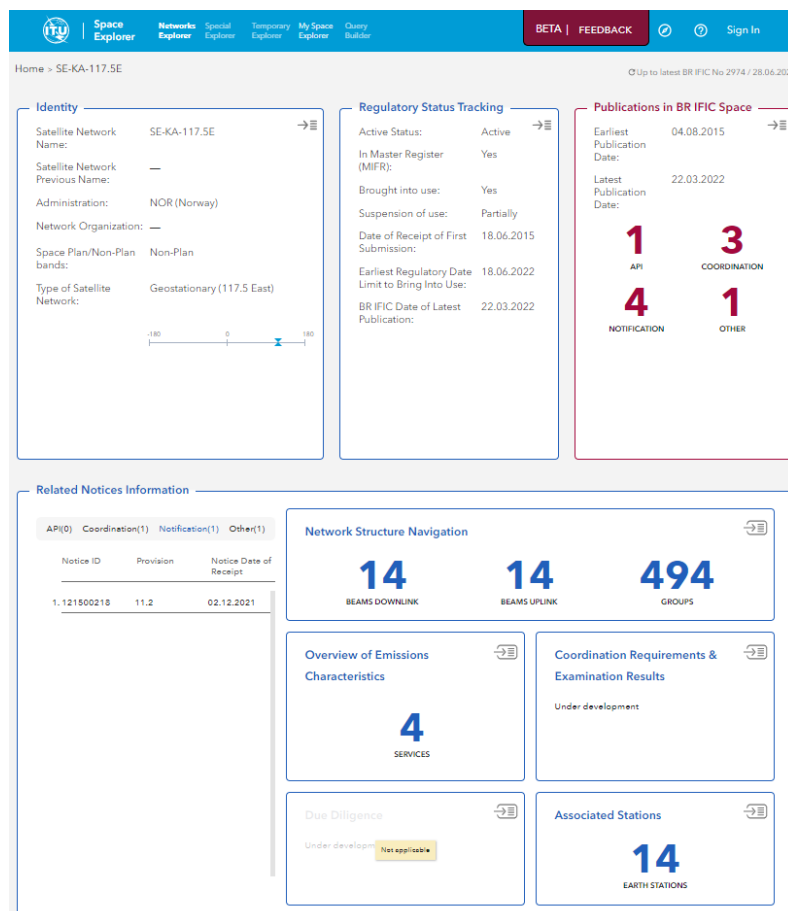 ITU
Space Explorer
Networks Explorer
Special Explorer
Temporary Explorer
My Space Explorer
Query Builder
BETA | FEEDBACK
Sign In
Home > SE-KA-117.5E
Up to latest BR IFIC No 2974 / 28.06.202
Identity
Satellite Network Name: SE-KA-117.5E
Satellite Network Previous Name: —
Administration: NOR (Norway)
Network Organization: —
Space Plan/Non-Plan bands: Non-Plan
Type of Satellite Network: Geostationary (117.5 East)
-180 0 180
Regulatory Status Tracking
Active Status: Active
In Master Register (MIFR): Yes
Brought into use: Yes
Suspension of use: Partially
Date of Receipt of First Submission: 18.06.2015
Earliest Regulatory Date Limit to Bring Into Use: 18.06.2022
BR IFIC Date of Latest Publication: 22.03.2022
Publications in BR IFIC Space
Earliest Publication Date: 04.08.2015
Latest Publication Date: 22.03.2022
1 3
API COORDINATION
4 1
NOTIFICATION OTHER
Related Notices Information
API(0) Coordination(1) Notification(1) Other(1)
Notice ID Provision Notice Date of Receipt
1. 121500218 11.2 02.12.2021
Network Structure Navigation
14 14 494
BEAMS DOWNLINK BEAMS UPLINK GROUPS
Overview of Emissions Characteristics
4
SERVICES
Coordination Requirements & Examination Results
Under development
Due Diligence
Under developm
Not applicable
Associated Stations
14
EARTH STATIONS